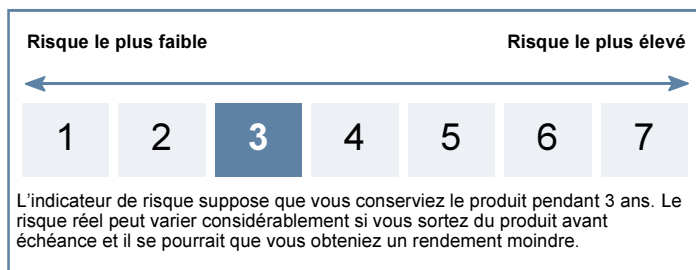 Risque le plus faible Risque le plus élevé
1 2 3 4 5 6 7
L'indicateur de risque suppose que vous conserviez le produit pendant 3 ans. Le
risque réel peut varier considérablement si vous sortez du produit avant
échéance et il se pourrait que vous obteniez un rendement moindre.